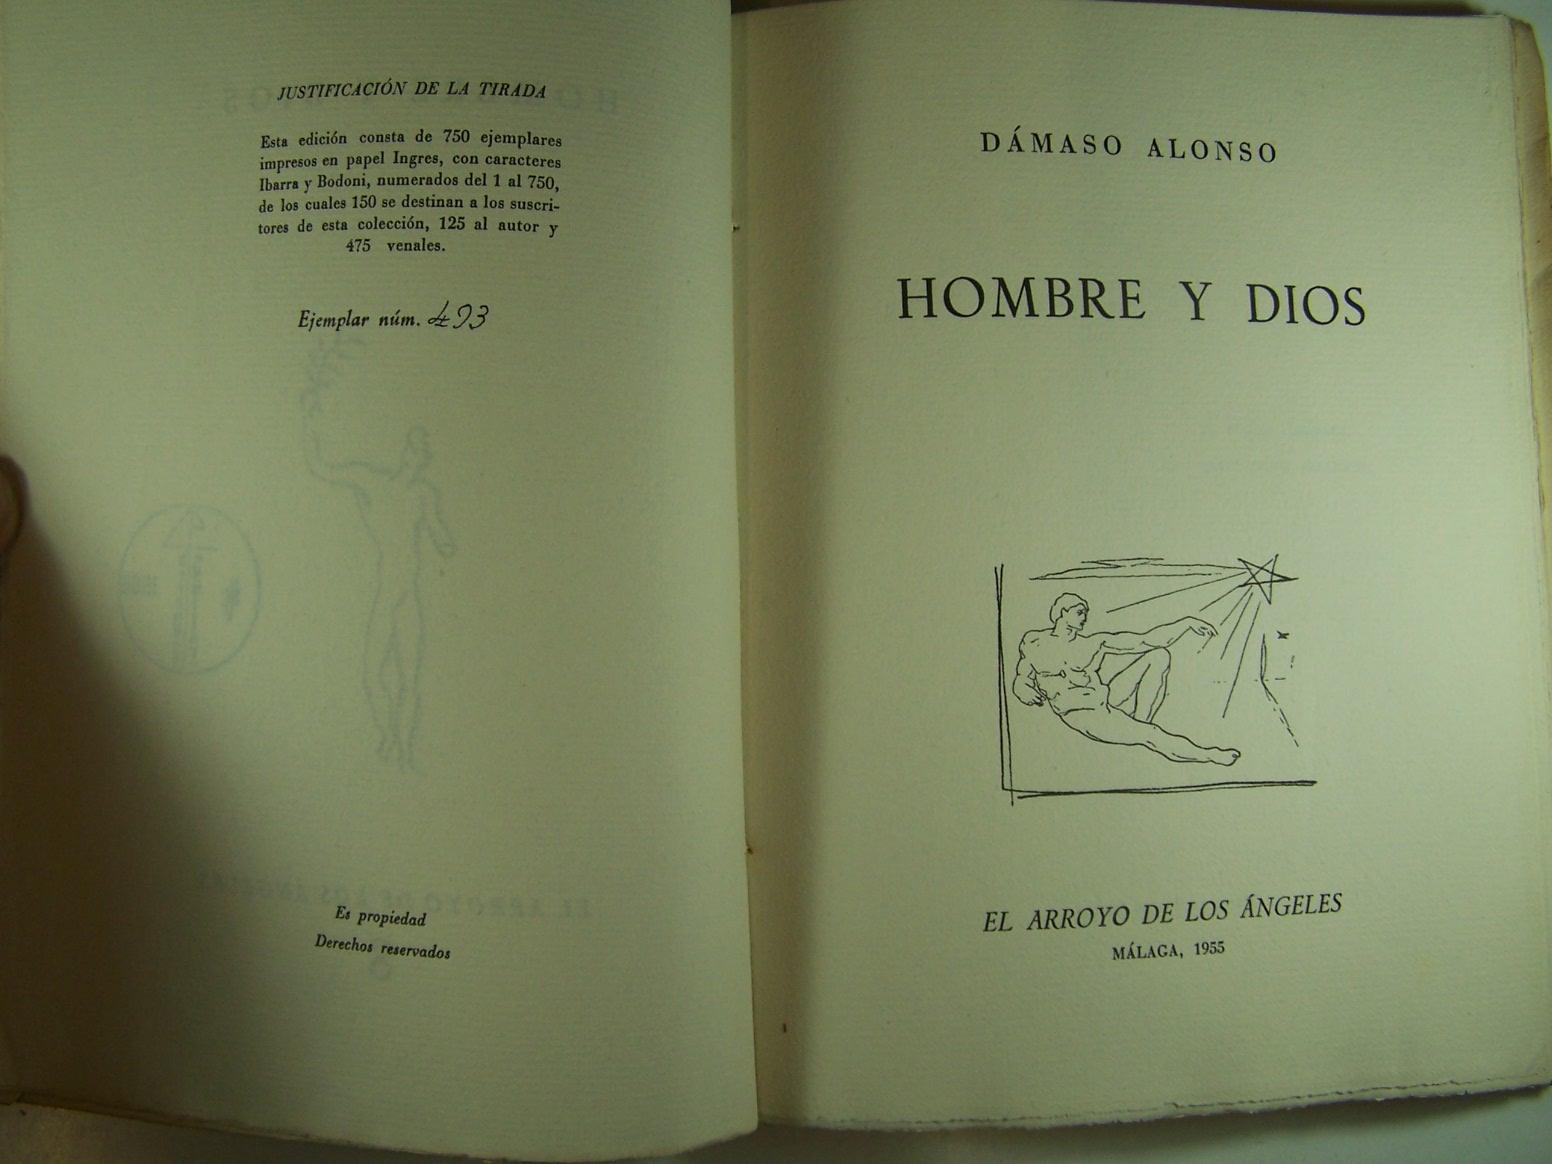 JUSTIFICACIÓN DE LA TIRADA
Esta edición consta de 750 ejemplares
impresos en papel Ingres, con caracteres
Ibarra y Bodoni, numerados del 1 al 750,
de los cuales 150 se destinan a los suscri-
tores de esta colección, 125 al autor y
475 venales.
Ejemplar núm. 493
Es propiedad
Derechos reservados
DÁMASO ALONSO
HOMBRE Y DIOS
EL ARROYO DE LOS ÁNGELES
MÁLAGA, 1955